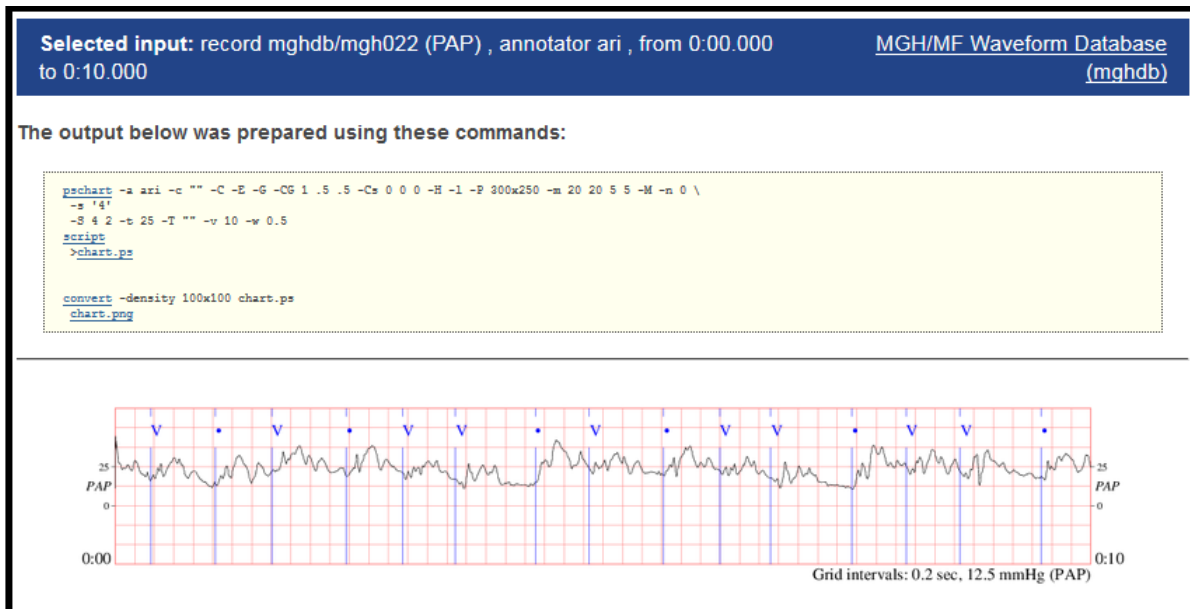 Selected input: record mghdb/mgh022 (PAP) , annotator ari , from 0:00.000
to 0:10.000
MGH/MF Waveform Database
(mghdb)
The output below was prepared using these commands:
pschart -a ari -c "" -C -E -G -CG 1 .5 .5 -Cs 0 0 0 -H -l -P 300x250 -m 20 20 5 5 -M -n 0 \
-s '4'
-S 4 2 -t 25 -T "" -v 10 -w 0.5
script
>chart.ps
convert -density 100x100 chart.ps
chart.png
V • V • V V • V • V V • V V •
25 25
PAP PAP
0 0
0:00 0:10
Grid intervals: 0.2 sec, 12.5 mmHg (PAP)